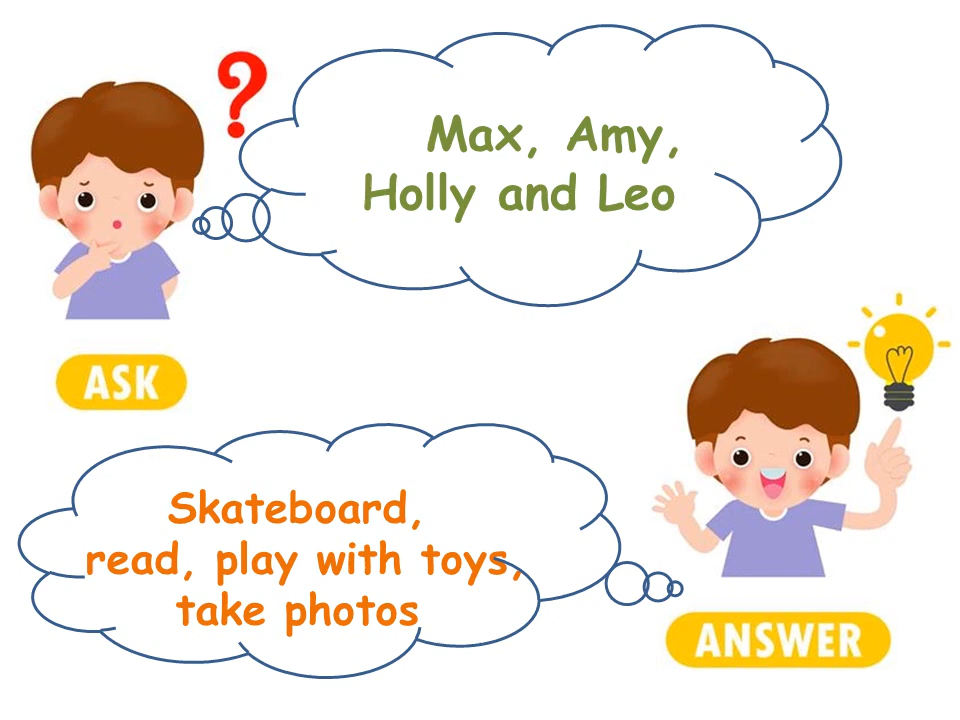 ?
Max, Amy,
Holly and Leo
ASK
Skateboard,
read, play with toys,
take photos
ANSWER